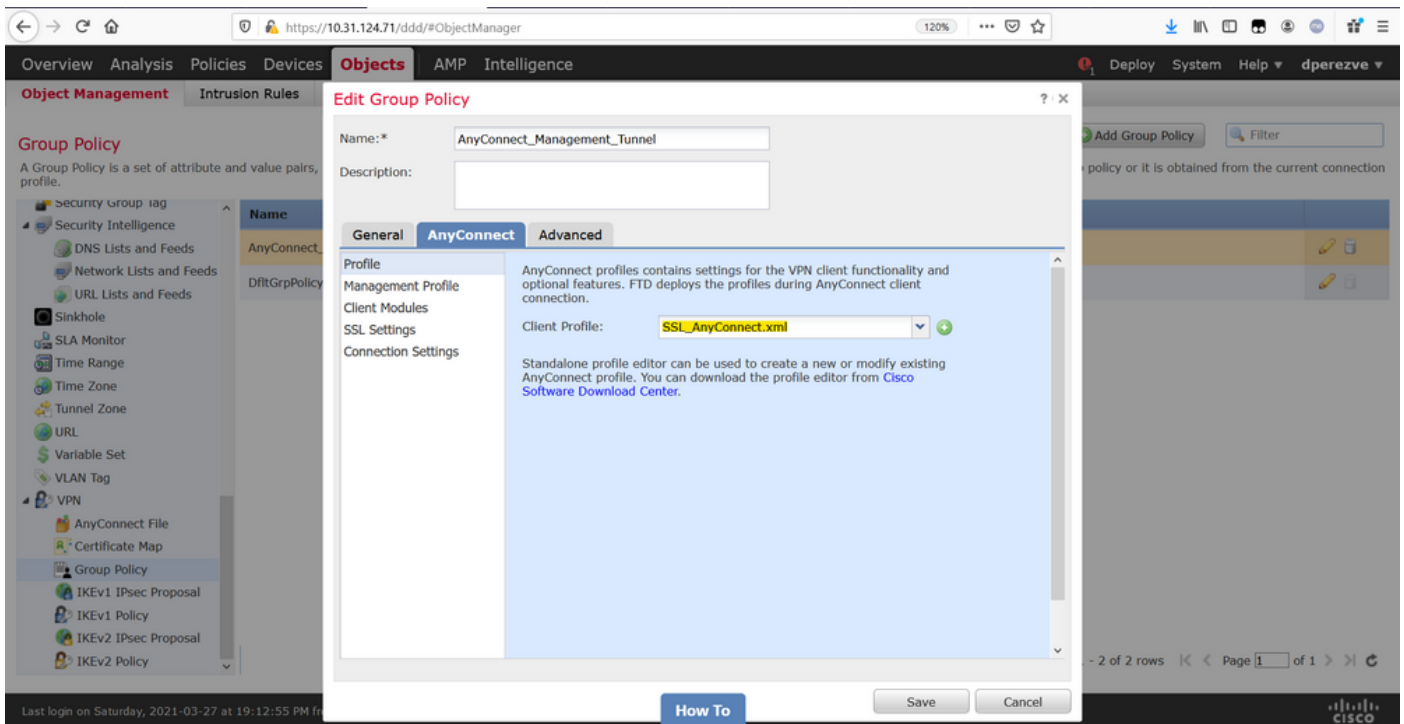 https://10.31.124.71/ddd/#ObjectManager
120%
Overview Analysis Policies Devices Objects AMP Intelligence
1 Deploy System Help dperezve
Object Management Intrusion Rules
Edit Group Policy
? X
Group Policy
A Group Policy is a set of attribute and value pairs,
policy or it is obtained from the current connection
profile.
Add Group Policy
Filter
Name:* AnyConnect_Management_Tunnel
Description:
Security Group Tag
Security Intelligence
DNS Lists and Feeds
Network Lists and Feeds
URL Lists and Feeds
Sinkhole
SLA Monitor
Time Range
Time Zone
Tunnel Zone
URL
Variable Set
VLAN Tag
VPN
AnyConnect File
Certificate Map
Group Policy
IKEv1 IPsec Proposal
IKEv1 Policy
IKEv2 IPsec Proposal
IKEv2 Policy
Name
AnyConnect_
DfltGrpPolicy
General AnyConnect Advanced
Profile
Management Profile
Client Modules
SSL Settings
Connection Settings
AnyConnect profiles contains settings for the VPN client functionality and
optional features. FTD deploys the profiles during AnyConnect client
connection.
Client Profile: SSL_AnyConnect.xml
Standalone profile editor can be used to create a new or modify existing
AnyConnect profile. You can download the profile editor from Cisco
Software Download Center.
- 2 of 2 rows Page 1 of 1
Save Cancel
How To
Last login on Saturday, 2021-03-27 at 19:12:55 PM
CISCO